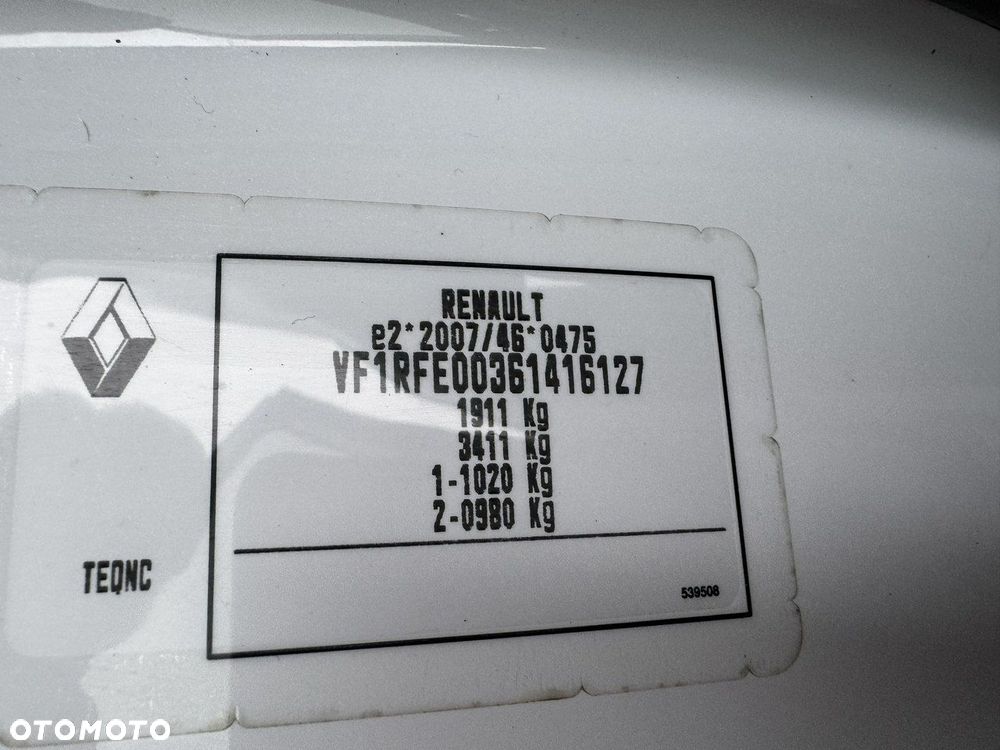 RENAULT
e2*2007/46*0475
VF1RFE00361416127
1911 Kg
3411 Kg
1-1020 Kg
2-0980 Kg
TEQNC
539508
OTOMOTO